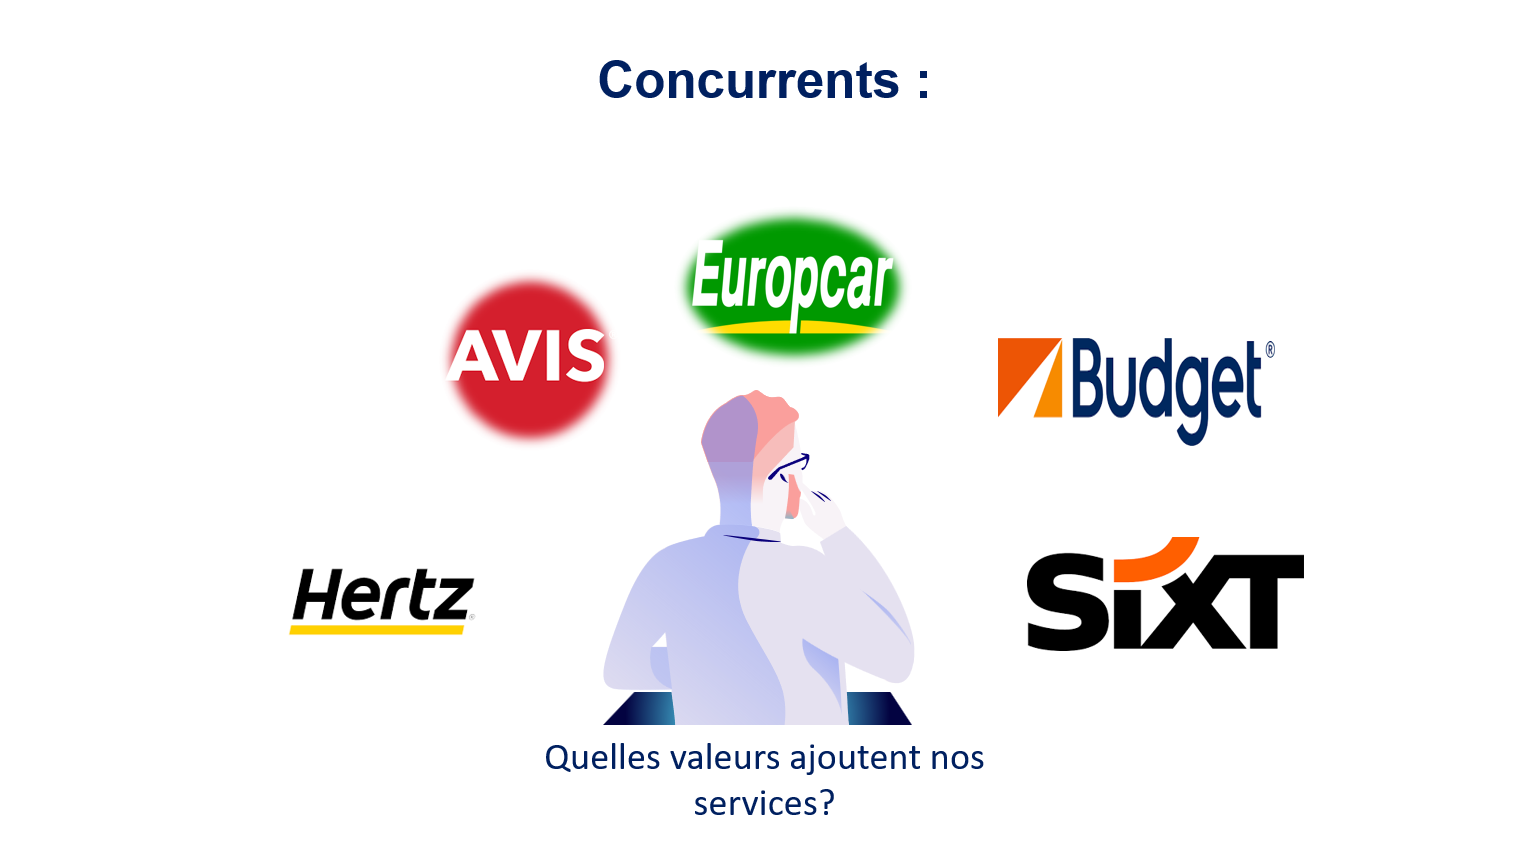 Concurrents :
Europcar
AVIS
Budget®
Hertz®
SiXT
Quelles valeurs ajoutent nos
services?